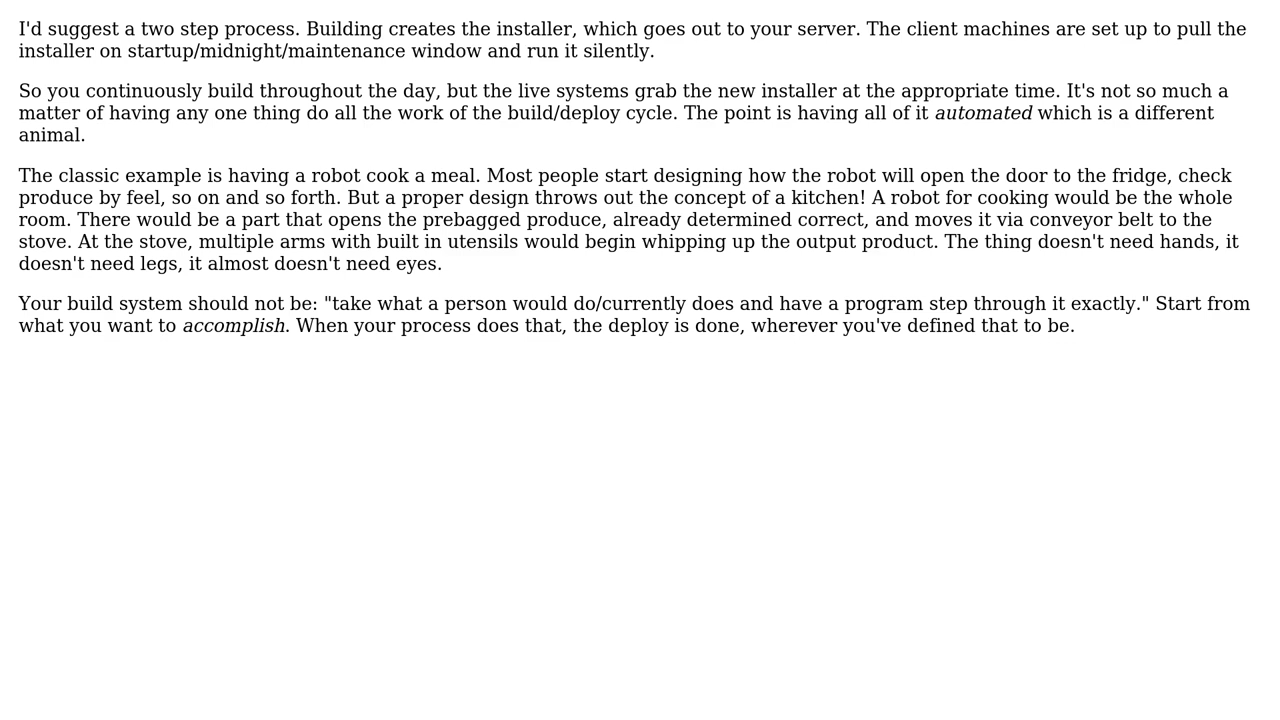 I'd suggest a two step process. Building creates the installer, which goes out to your server. The client machines are set up to pull the
installer on startup/midnight/maintenance window and run it silently.
So you continuously build throughout the day, but the live systems grab the new installer at the appropriate time. It's not so much a
matter of having any one thing do all the work of the build/deploy cycle. The point is having all of it automated which is a different
animal.
The classic example is having a robot cook a meal. Most people start designing how the robot will open the door to the fridge, check
produce by feel, so on and so forth. But a proper design throws out the concept of a kitchen! A robot for cooking would be the whole
room. There would be a part that opens the prebagged produce, already determined correct, and moves it via conveyor belt to the
stove. At the stove, multiple arms with built in utensils would begin whipping up the output product. The thing doesn't need hands, it
doesn't need legs, it almost doesn't need eyes.
Your build system should not be: "take what a person would do/currently does and have a program step through it exactly." Start from
what you want to accomplish. When your process does that, the deploy is done, wherever you've defined that to be.